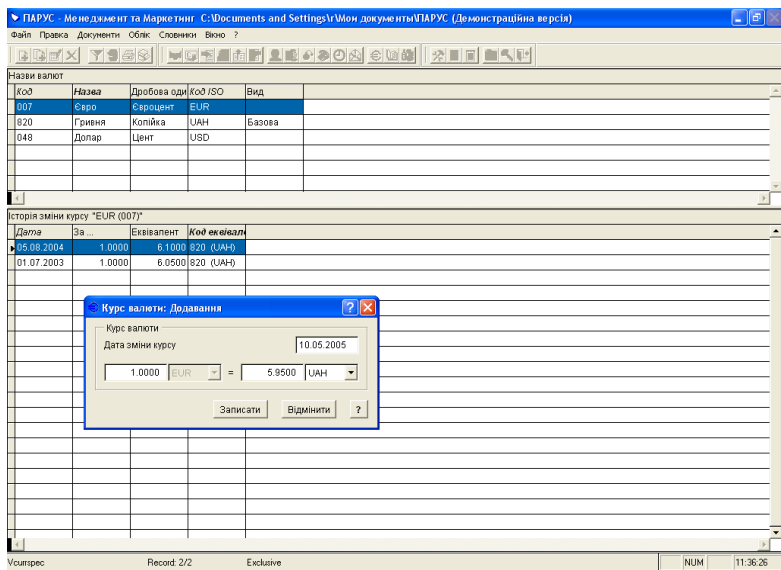 ПАРУС - Менеджмент та Маркетинг C:\Documents and Settings\r\Мои документы\ПАРУС (Демонстраційна версія)
Файл Правка Документи Облік Словники Вікно ?
Назви валют
Код Назва Дробова оди Код ISO Вид
007 Євро Євроцент EUR
820 Гривня Копійка UAH Базова
048 Долар Цент USD
Історія зміни курсу "EUR (007)"
Дата За ... Еквівалент Код еквівале
05.08.2004 1.0000 6.1000 820 (UAH)
01.07.2003 1.0000 6.0500 820 (UAH)
Курс валюти: Додавання
Курс валюти
Дата зміни курсу 10.05.2005
1.0000 EUR = 5.9500 UAH
Записати Відмінити ?
Vcurrspec Record: 2/2 Exclusive NUM 11:36:26